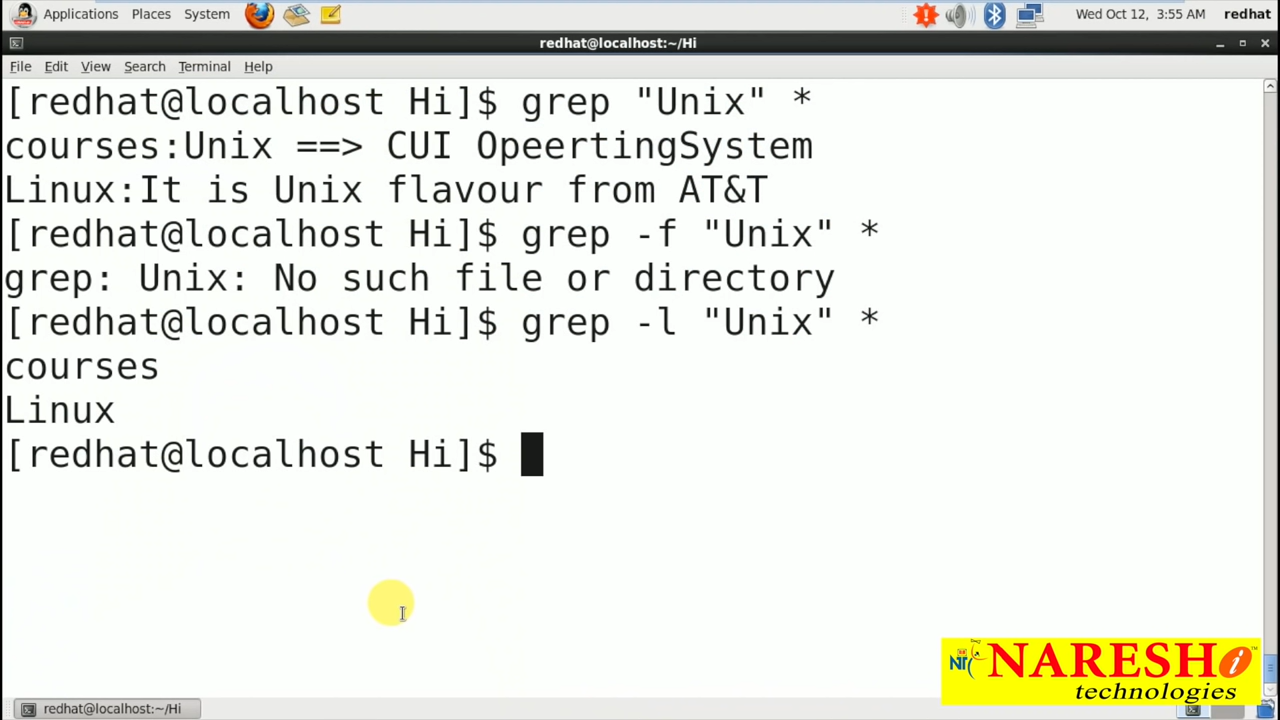 Applications Places System Wed Oct 12, 3:55 AM redhat
redhat@localhost:~/Hi
File Edit View Search Terminal Help
[redhat@localhost Hi]$ grep "Unix" *
courses:Unix ==> CUI OpeertingSystem
Linux:It is Unix flavour from AT&T
[redhat@localhost Hi]$ grep -f "Unix" *
grep: Unix: No such file or directory
[redhat@localhost Hi]$ grep -l "Unix" *
courses
Linux
[redhat@localhost Hi]$
NARESH i
technologies
redhat@localhost:~/Hi